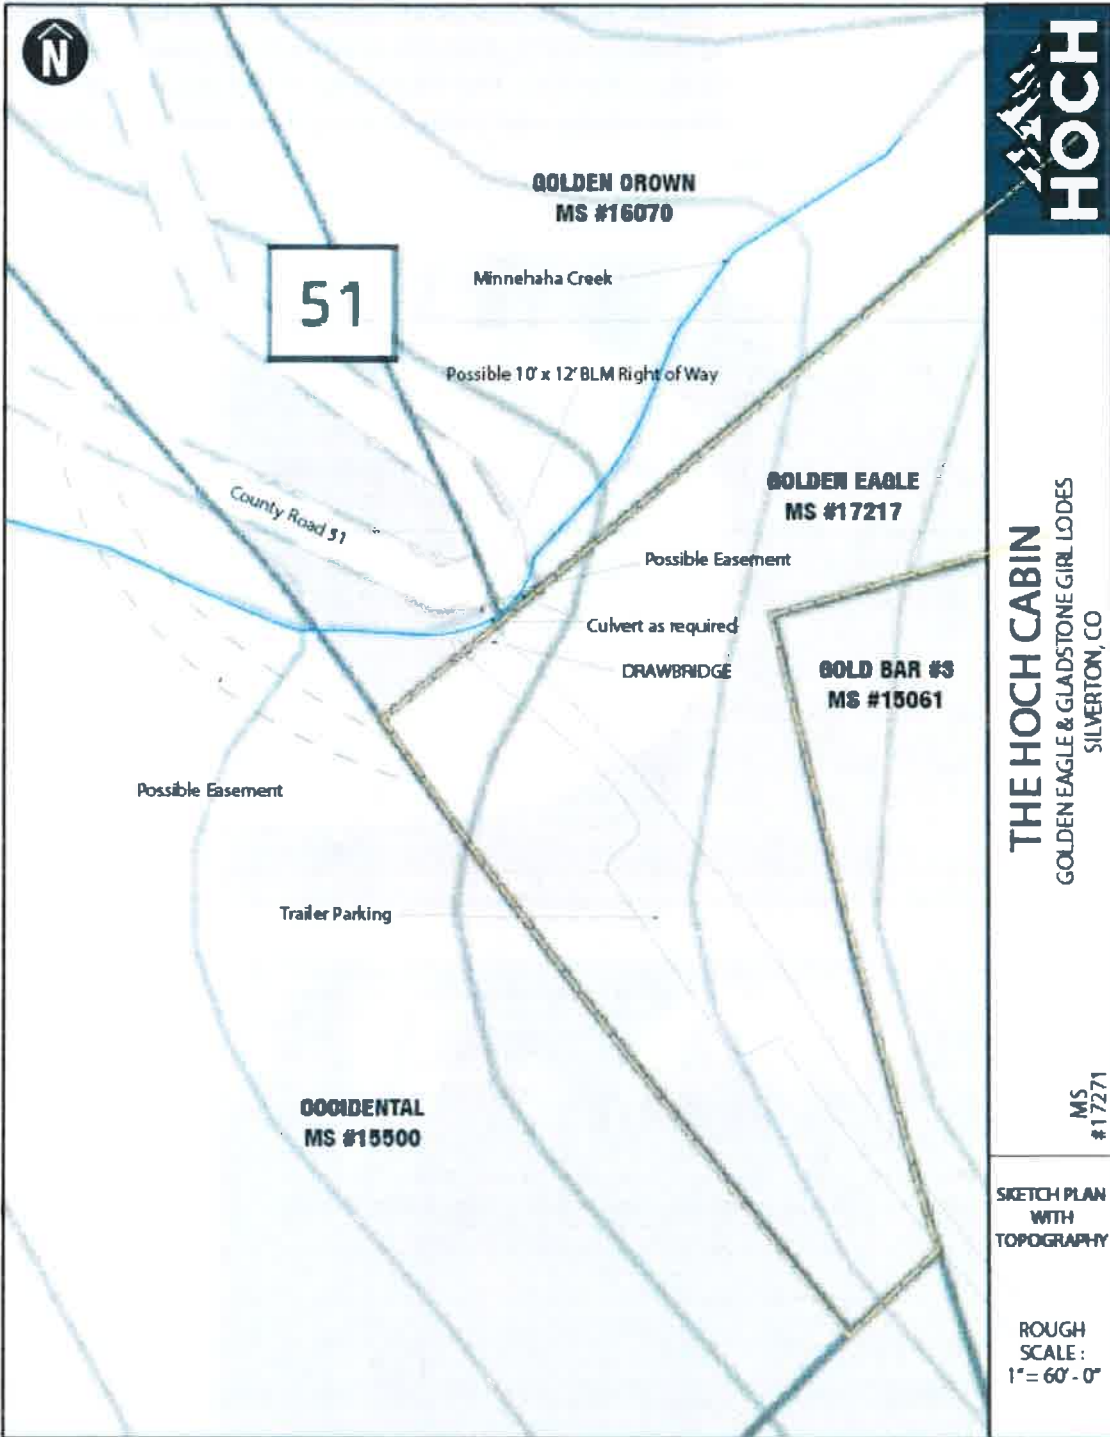 N
HOCH
GOLDEN CROWN
MS #16070
51
Minnehaha Creek
Possible 10' x 12' BLM Right of Way
GOLDEN EAGLE
MS #17217
County Road 51
Possible Easement
Culvert as required
DRAWBRIDGE
GOLD BAR #3
MS #15061
Possible Easement
Trailer Parking
OCCIDENTAL
MS #15500
THE HOCH CABIN
GOLDEN EAGLE & GLADSTONE GIRL LODES
SILVERTON, CO
MS
#17271
SKETCH PLAN
WITH
TOPOGRAPHY
ROUGH
SCALE :
1" = 60' - 0"